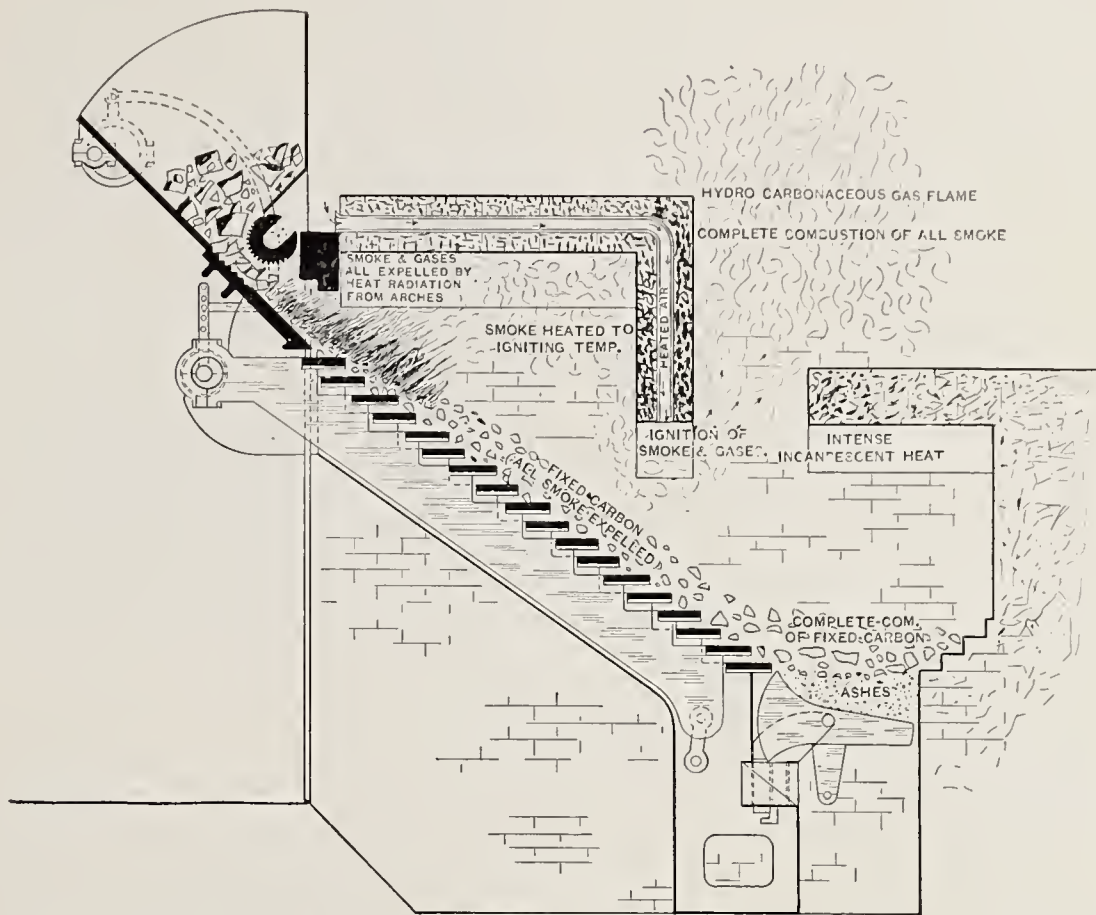 HYDRO CARBONACEOUS GAS FLAME
COMPLETE COMBUSTION OF ALL SMOKE
SMOKE & GASES
ALL EXPELLED BY
HEAT RADIATION
FROM ARCHES
HEATED AIR
SMOKE HEATED TO
IGNITING TEMP.
IGNITION OF
SMOKE & GASES.
INTENSE
INCANDESCENT HEAT
FIXED CARBON
(ALL SMOKE EXPELLED)
COMPLETE COM.
OF FIXED CARBON
ASHES